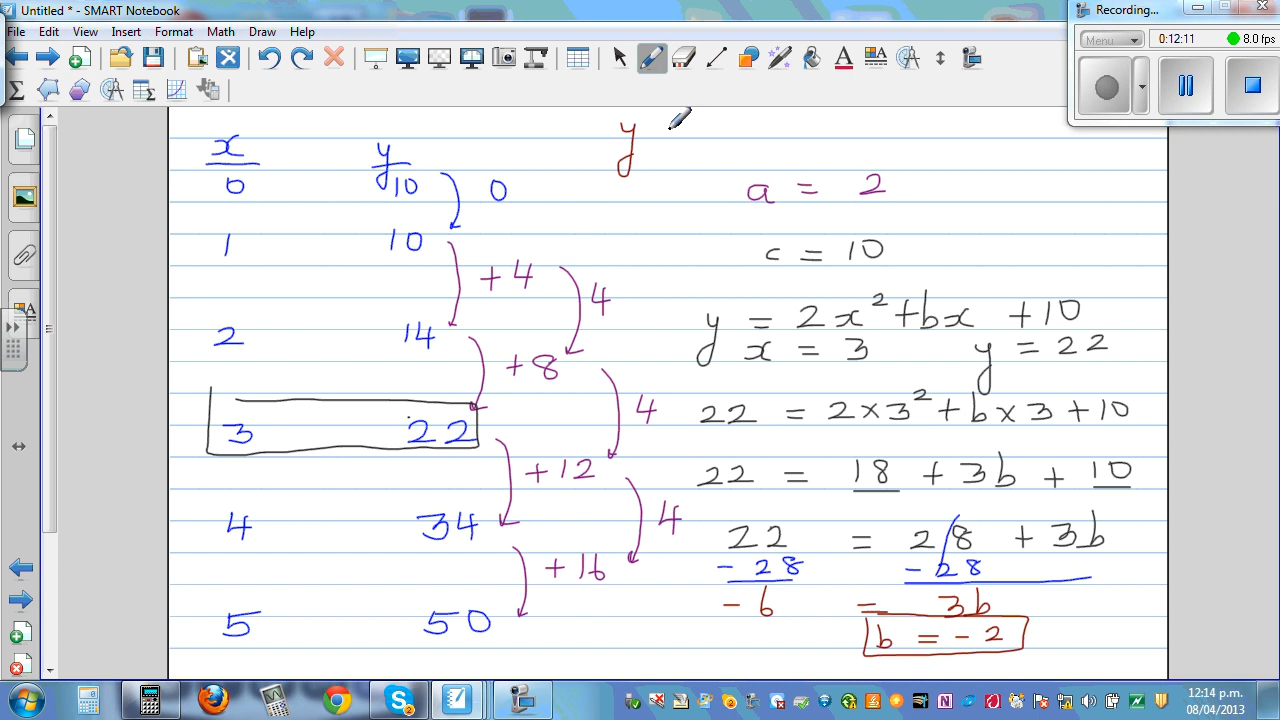 Untitled * - SMART Notebook
Recording...
File Edit View Insert Format Math Draw Help
Menu
0:12:11
8.0 fps
x y y
0 10 0
a = 2
1 10
c = 10
+4
4
y = 2x² + bx + 10
2 14
x = 3 y = 22
+8
4
22 = 2 × 3² + b × 3 + 10
3 22
+12
22 = 18 + 3b + 10
4 34
4
22 = 28 + 3b
+16
- 28 - 28
- 6 = 3b
5 50
b = - 2
12:14 p.m.
08/04/2013